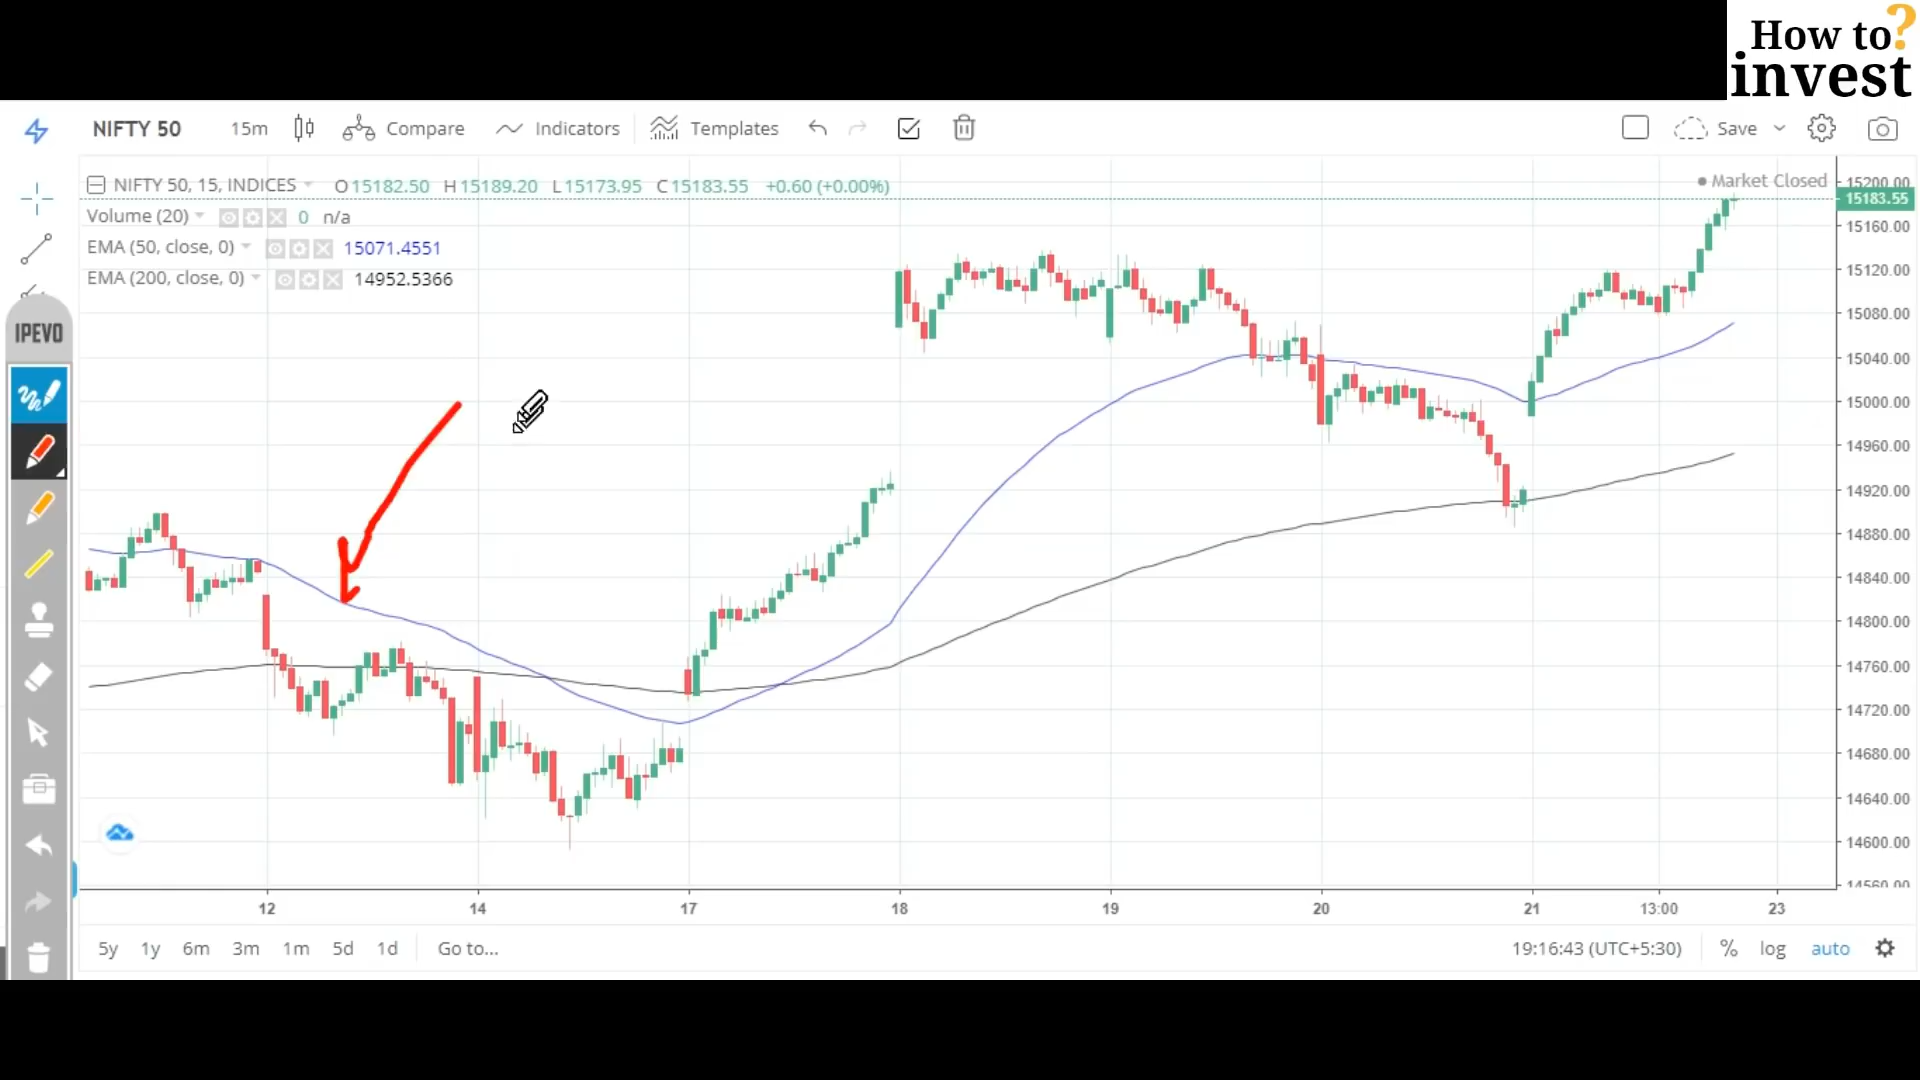 How to?
invest
NIFTY 50 15m Compare Indicators Templates Save
NIFTY 50, 15, INDICES O15182.50 H15189.20 L15173.95 C15183.55 +0.60 (+0.00%)
Market Closed
Volume (20) 0 n/a
EMA (50, close, 0) 15071.4551
EMA (200, close, 0) 14952.5366
IPEVO
15200.00
15183.55
15160.00
15120.00
15080.00
15040.00
15000.00
14960.00
14920.00
14880.00
14840.00
14800.00
14760.00
14720.00
14680.00
14640.00
14600.00
14560.00
12 14 17 18 19 20 21 13:00 23
5y 1y 6m 3m 1m 5d 1d Go to... 19:16:43 (UTC+5:30) % log auto